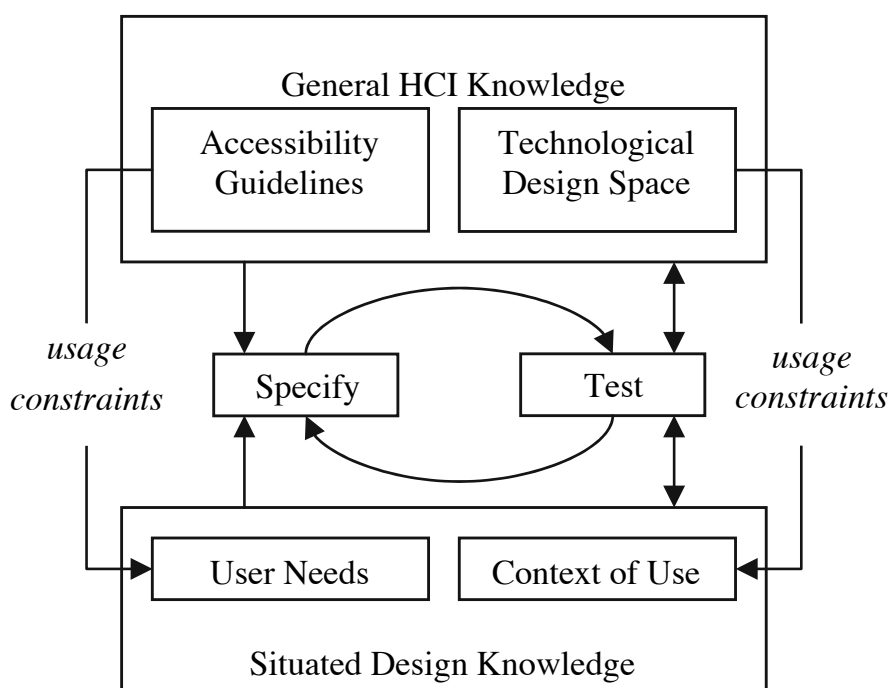 General HCI Knowledge
Accessibility
Guidelines
Technological
Design Space
usage
constraints
Specify
Test
usage
constraints
User Needs
Context of Use
Situated Design Knowledge